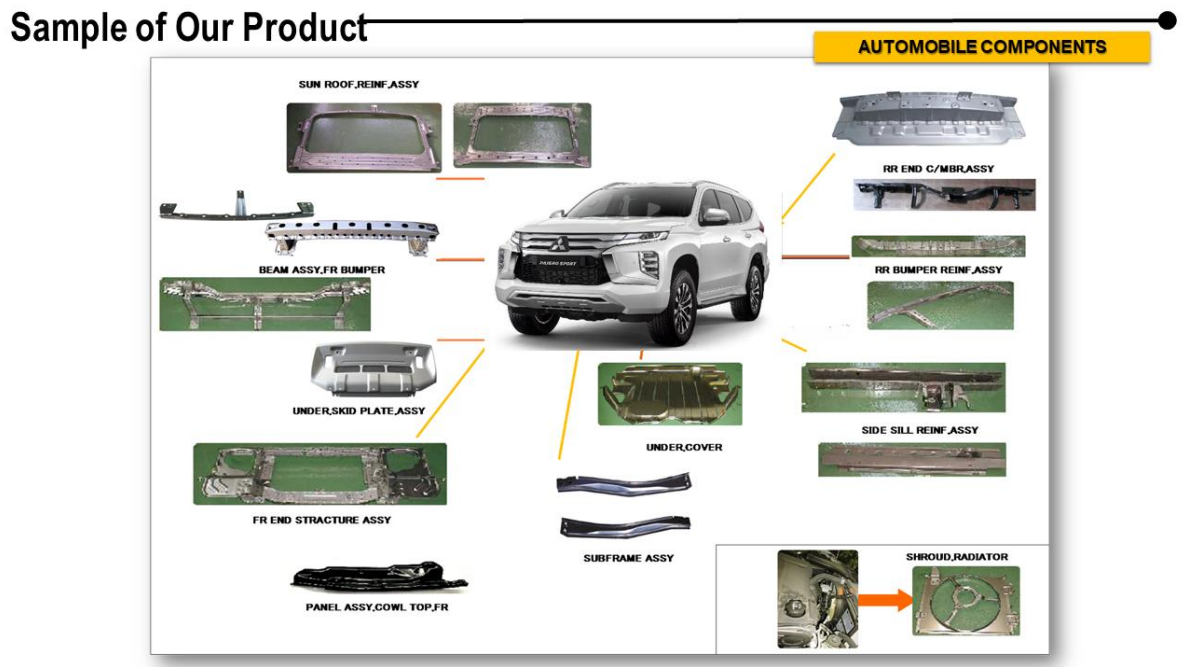 Sample of Our Product
AUTOMOBILE COMPONENTS
SUN ROOF,REINF,ASSY
RR END C/MBR,ASSY
BEAM ASSY,FR BUMPER
RR BUMPER REINF,ASSY
PAJERO SPORT
UNDER,SKID PLATE,ASSY
SIDE SILL REINF,ASSY
UNDER,COVER
FR END STRACTURE ASSY
SUBFRAME ASSY
SHROUD,RADIATOR
PANEL ASSY,COWL TOP,FR